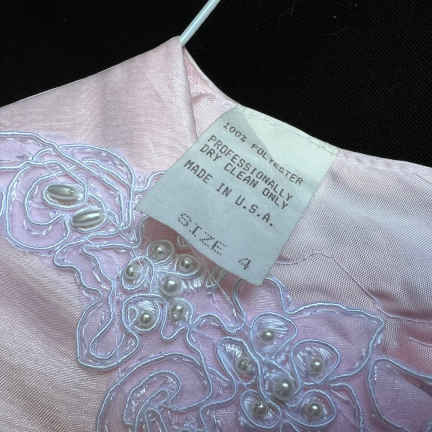 100% POLYESTER
PROFESSIONALLY
DRY CLEAN ONLY
MADE IN U.S.A.
SIZE 4